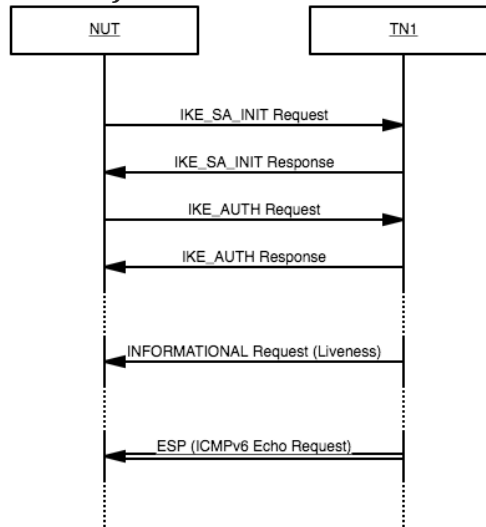 NUT
TN1
IKE_SA_INIT Request
IKE_SA_INIT Response
IKE_AUTH Request
IKE_AUTH Response
INFORMATIONAL Request (Liveness)
ESP (ICMPv6 Echo Request)